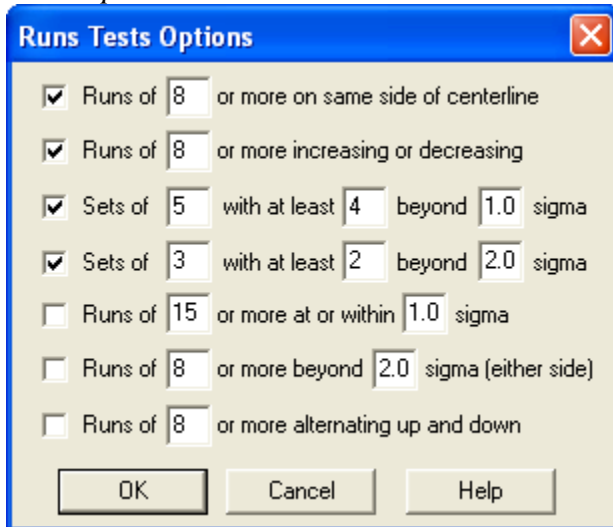 Runs Tests Options
Runs of 8 or more on same side of centerline
Runs of 8 or more increasing or decreasing
Sets of 5 with at least 4 beyond 1.0 sigma
Sets of 3 with at least 2 beyond 2.0 sigma
Runs of 15 or more at or within 1.0 sigma
Runs of 8 or more beyond 2.0 sigma (either side)
Runs of 8 or more alternating up and down
OK Cancel Help